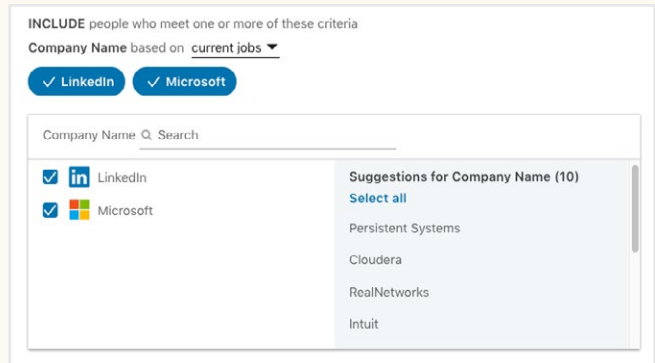 INCLUDE people who meet one or more of these criteria
Company Name based on current jobs
LinkedIn Microsoft
Company Name Search
in LinkedIn
Microsoft
Suggestions for Company Name (10)
Select all
Persistent Systems
Cloudera
RealNetworks
Intuit